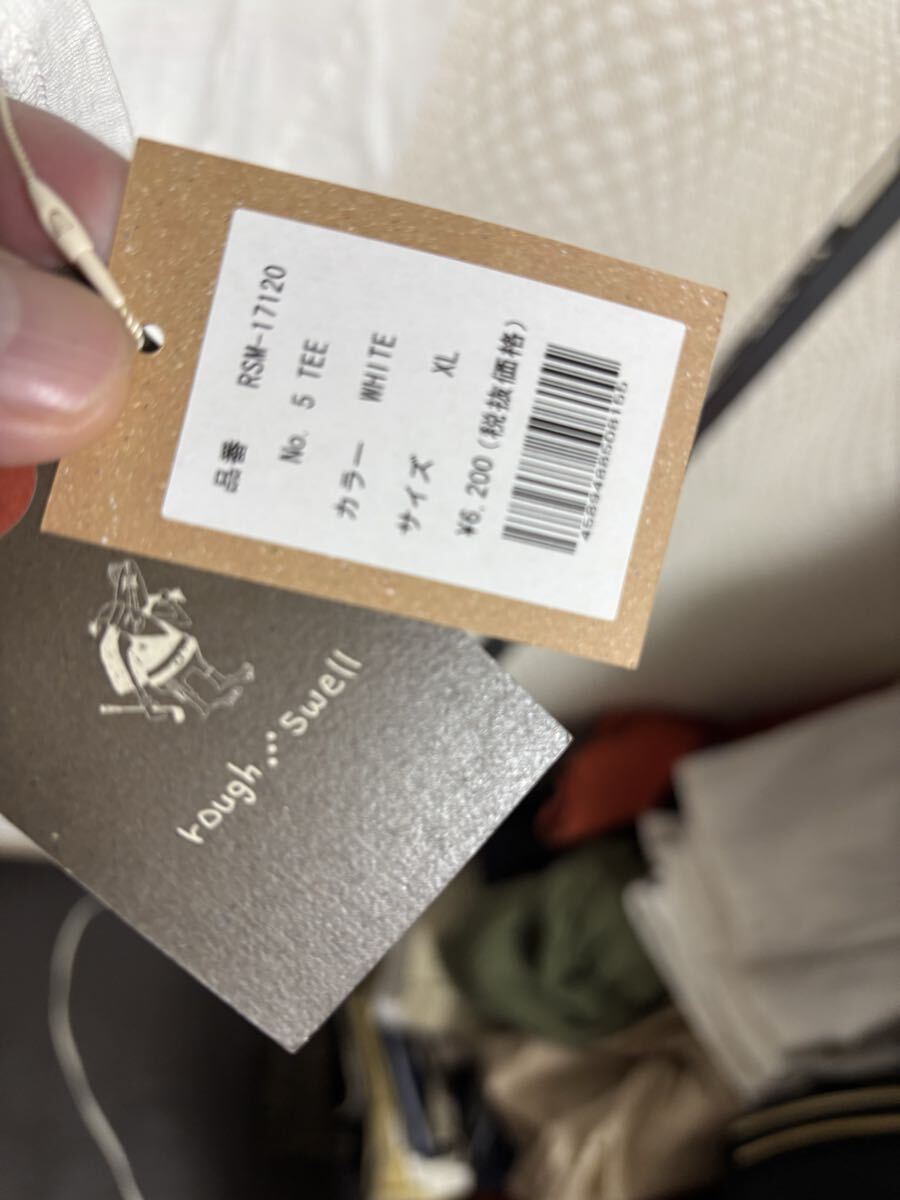 品番 RSM-17120
No. 5 TEE
カラー WHITE
サイズ XL
¥6,200(税抜価格)
rough...swell